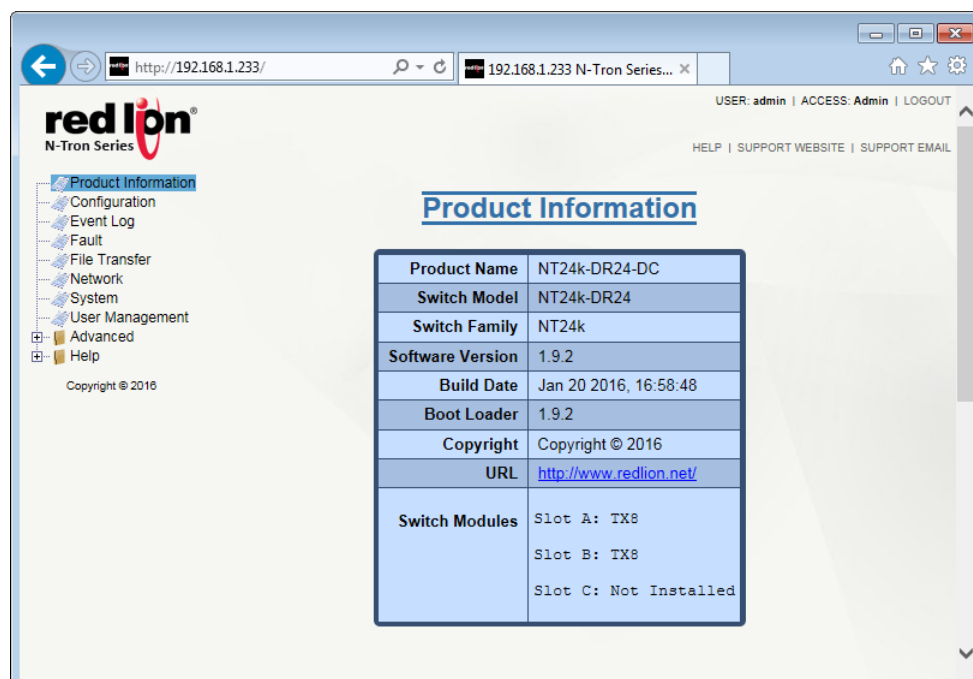 http://192.168.1.233/
192.168.1.233 N-Tron Series...
USER: admin | ACCESS: Admin | LOGOUT
red lion®
N-Tron Series
HELP | SUPPORT WEBSITE | SUPPORT EMAIL
Product Information
Configuration
Event Log
Fault
File Transfer
Network
System
User Management
Advanced
Help
Copyright © 2016
Product Information
Product Name NT24k-DR24-DC
Switch Model NT24k-DR24
Switch Family NT24k
Software Version 1.9.2
Build Date Jan 20 2016, 16:58:48
Boot Loader 1.9.2
Copyright Copyright © 2016
URL http://www.redlion.net/
Switch Modules
Slot A: TX8
Slot B: TX8
Slot C: Not Installed